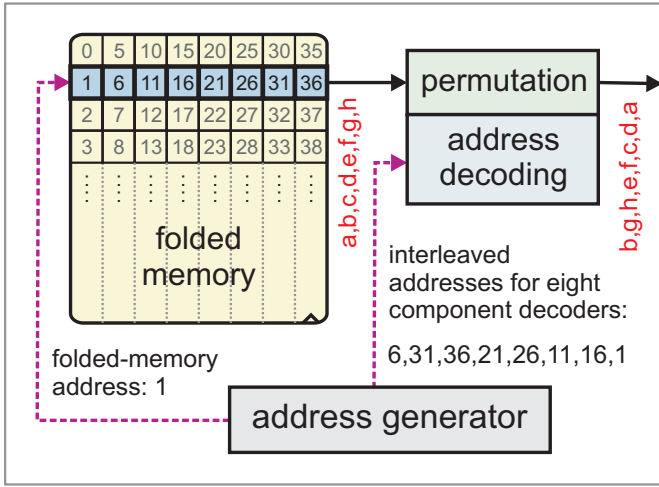 0 5 10 15 20 25 30 35
1 6 11 16 21 26 31 36
2 7 12 17 22 27 32 37
3 8 13 18 23 28 33 38
folded
memory
a,b,c,d,e,f,g,h
permutation
address
decoding
b,g,h,e,f,c,d,a
interleaved
addresses for eight
component decoders:
6,31,36,21,26,11,16,1
folded-memory
address: 1
address generator